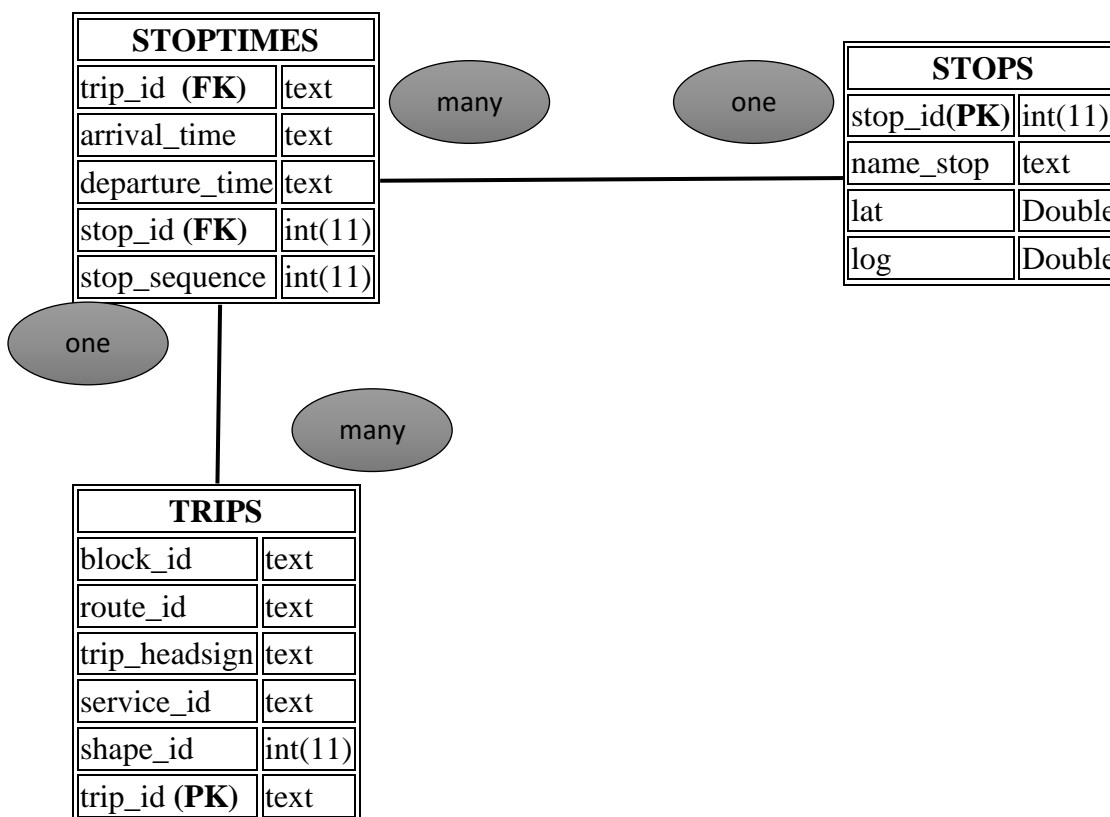 STOPTIMES
trip_id (FK) text
arrival_time text
departure_time text
stop_id (FK) int(11)
stop_sequence int(11)
many
one
STOPS
stop_id(PK) int(11)
name_stop text
lat Double
log Double
one
many
TRIPS
block_id text
route_id text
trip_headsign text
service_id text
shape_id int(11)
trip_id (PK) text